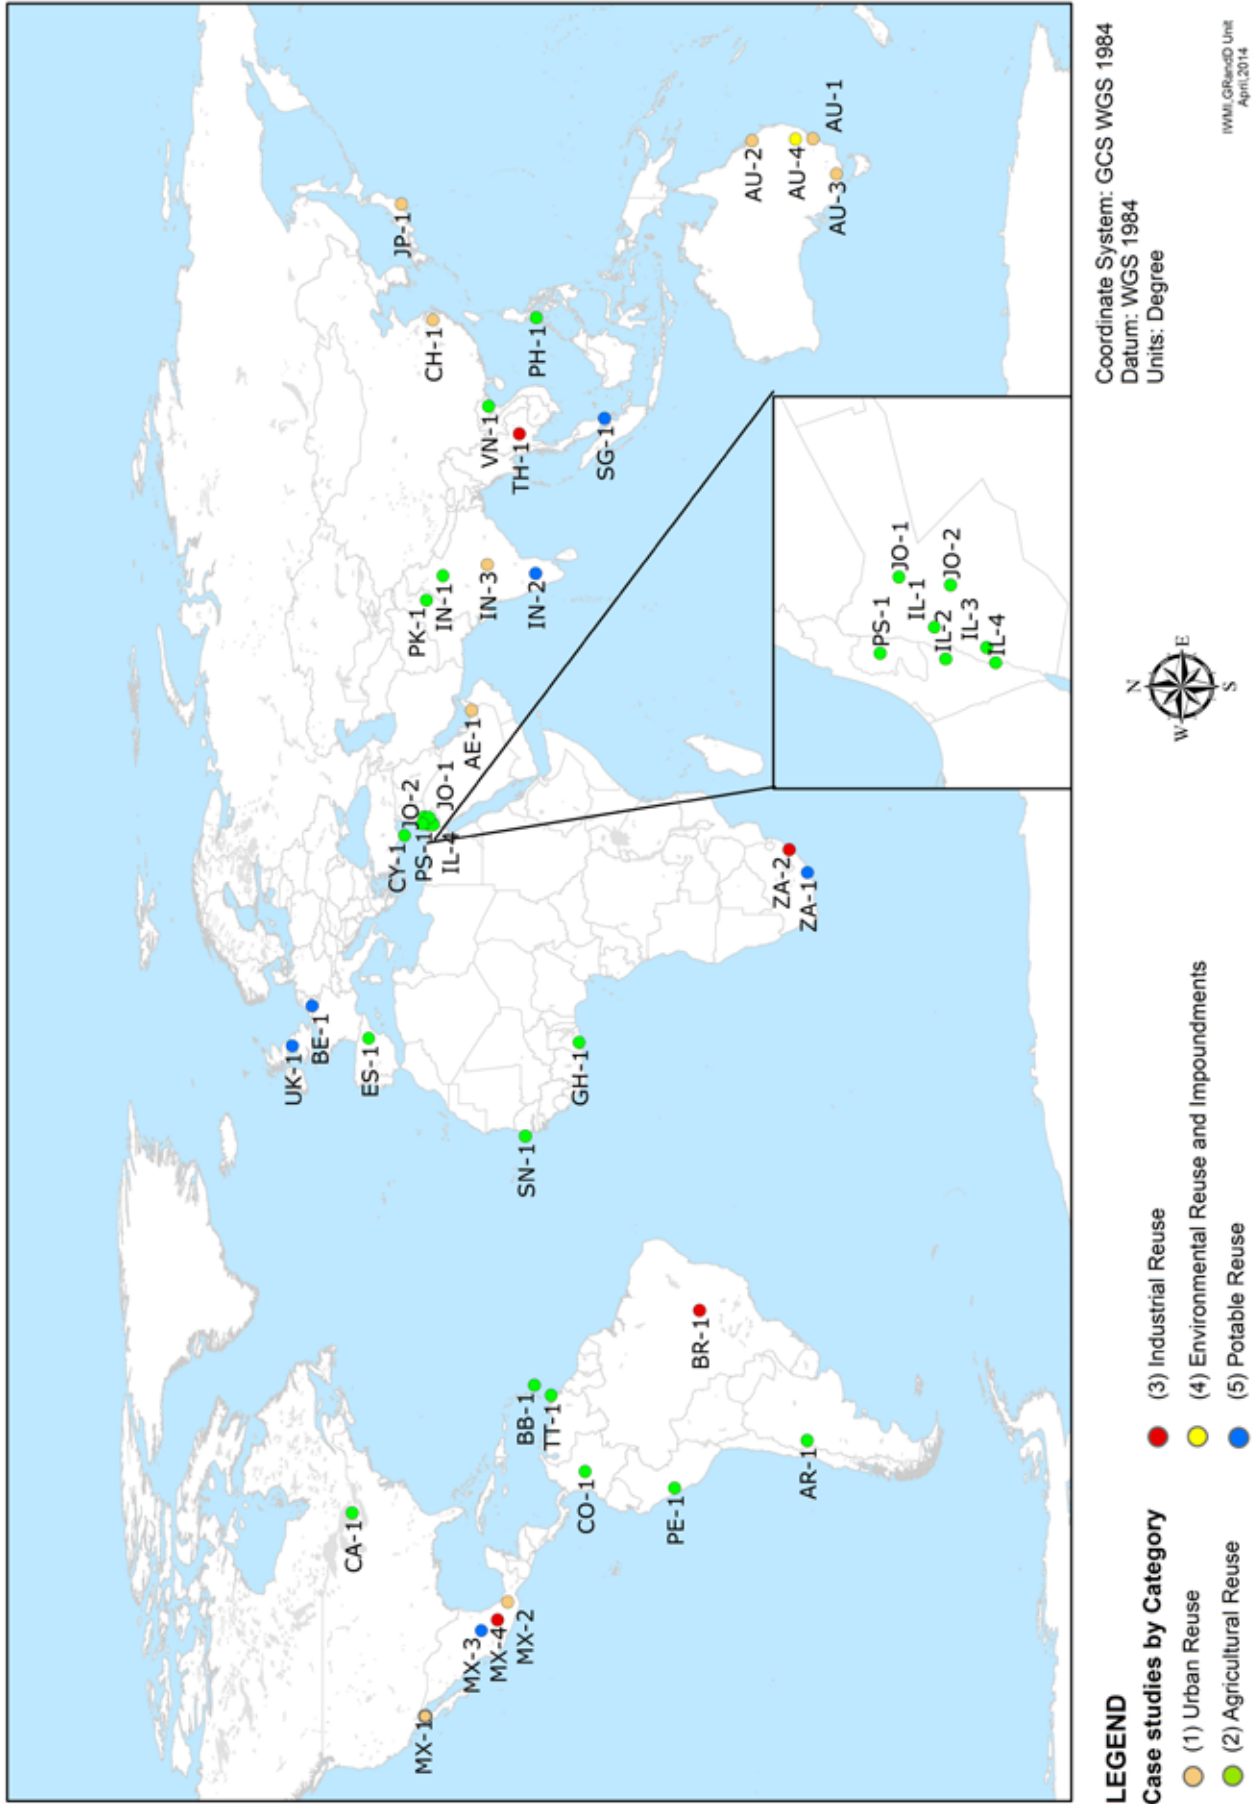 CA-1
MX-1
MX-3
MX-4
MX-2
BB-1
TT-1
CO-1
PE-1
BR-1
AR-1
UK-1
BE-1
ES-1
SN-1
GH-1
CY-1
JO-2
PS-1
JO-1
IL-4
AE-1
ZA-2
ZA-1
PK-1
IN-1
IN-3
IN-2
JP-1
CH-1
VN-1
TH-1
PH-1
SG-1
AU-2
AU-4
AU-1
AU-3
PS-1
JO-1
IL-1
IL-2
JO-2
IL-3
IL-4
LEGEND
Case studies by Category
(1) Urban Reuse
(2) Agricultural Reuse
(3) Industrial Reuse
(4) Environmental Reuse and Impoundments
(5) Potable Reuse
N
W E
S
Coordinate System: GCS WGS 1984
Datum: WGS 1984
Units: Degree
IWMI,GRandD Unit
April,2014